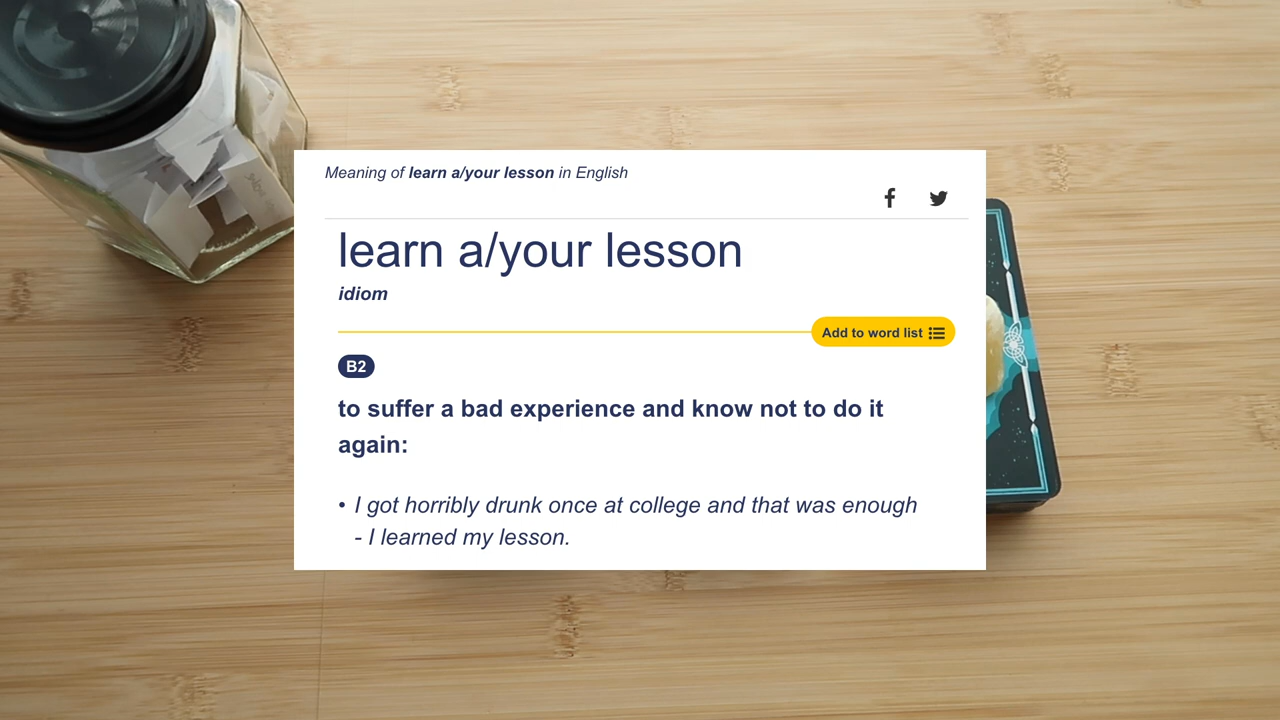 Meaning of learn a/your lesson in English
learn a/your lesson
idiom
Add to word list
B2
to suffer a bad experience and know not to do it
again:
• I got horribly drunk once at college and that was enough
- I learned my lesson.